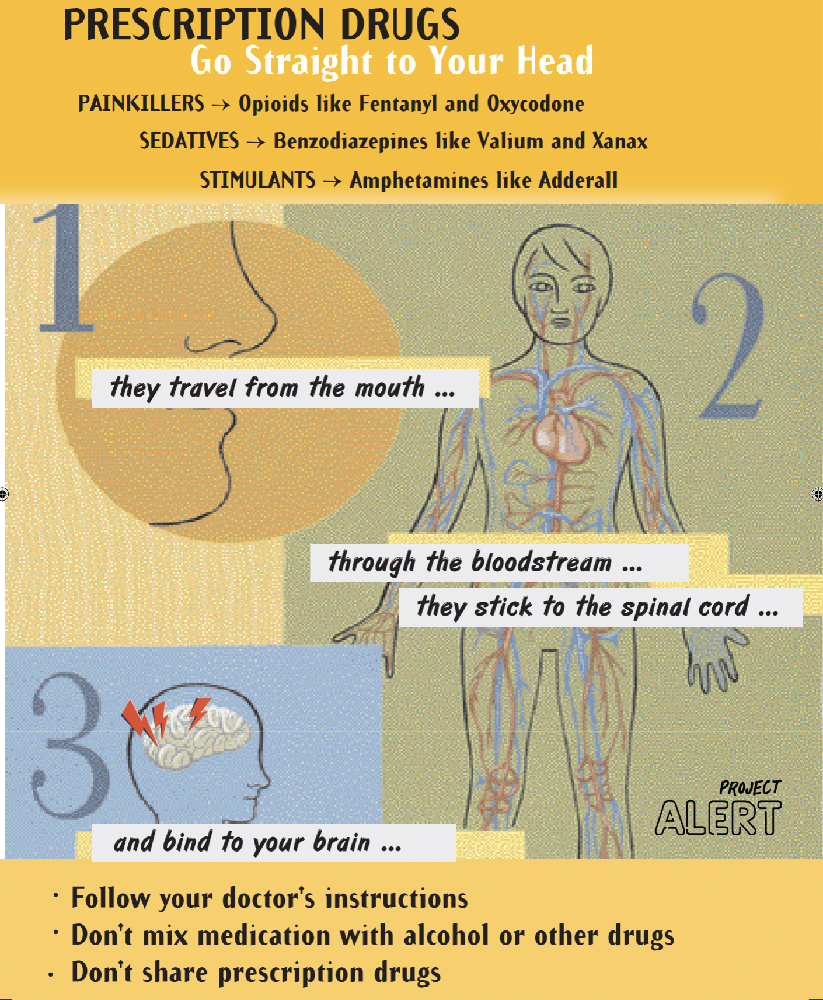 PRESCRIPTION DRUGS
Go Straight to Your Head
PAINKILLERS → Opioids like Fentanyl and Oxycodone
SEDATIVES → Benzodiazepines like Valium and Xanax
STIMULANTS → Amphetamines like Adderall
1
2
they travel from the mouth ...
through the bloodstream ...
they stick to the spinal cord ...
3
and bind to your brain ...
PROJECT
ALERT
· Follow your doctor's instructions
· Don't mix medication with alcohol or other drugs
· Don't share prescription drugs